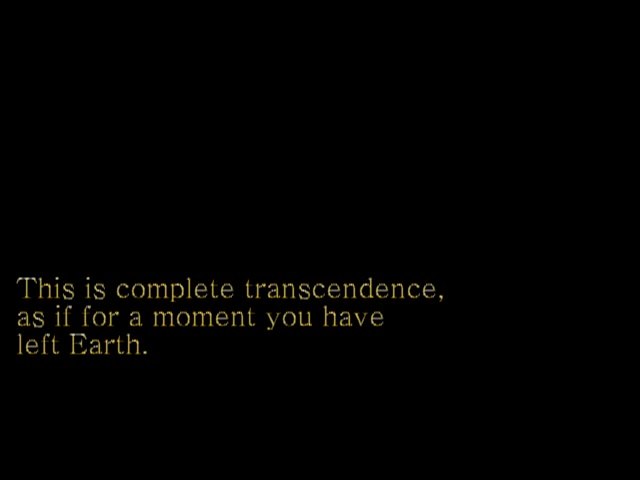 This is complete transcendence,
as if for a moment you have
left Earth.